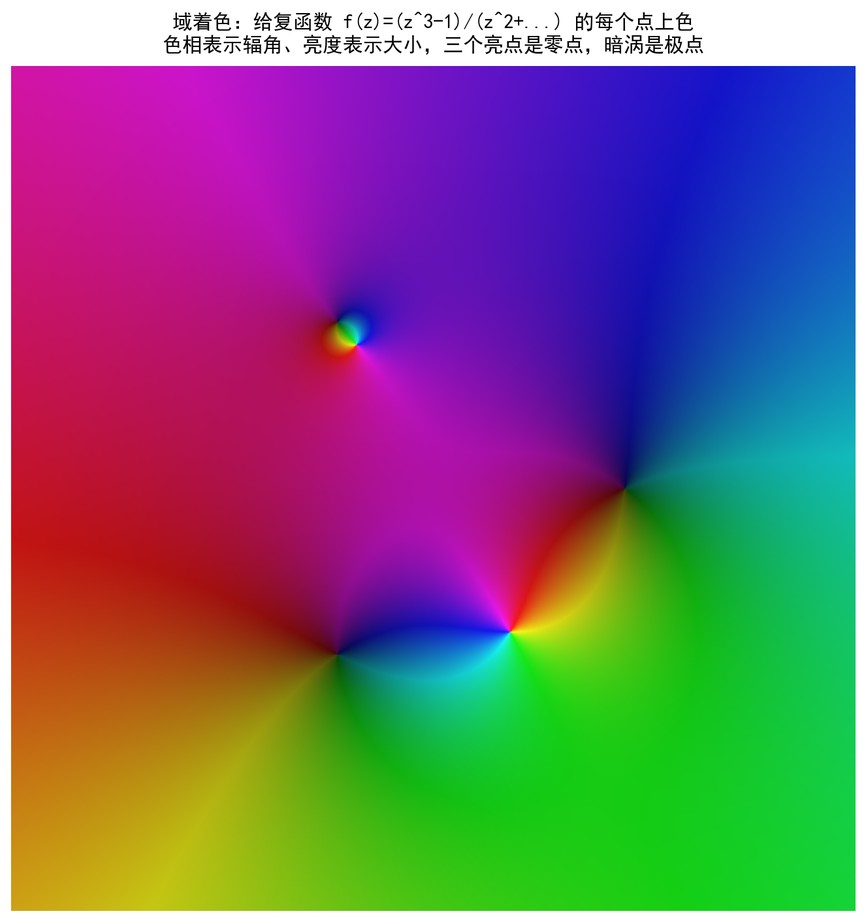 域着色：给复函数 f(z)=(z^3-1)/(z^2+...) 的每个点上色
色相表示辐角、亮度表示大小，三个亮点是零点，暗涡是极点